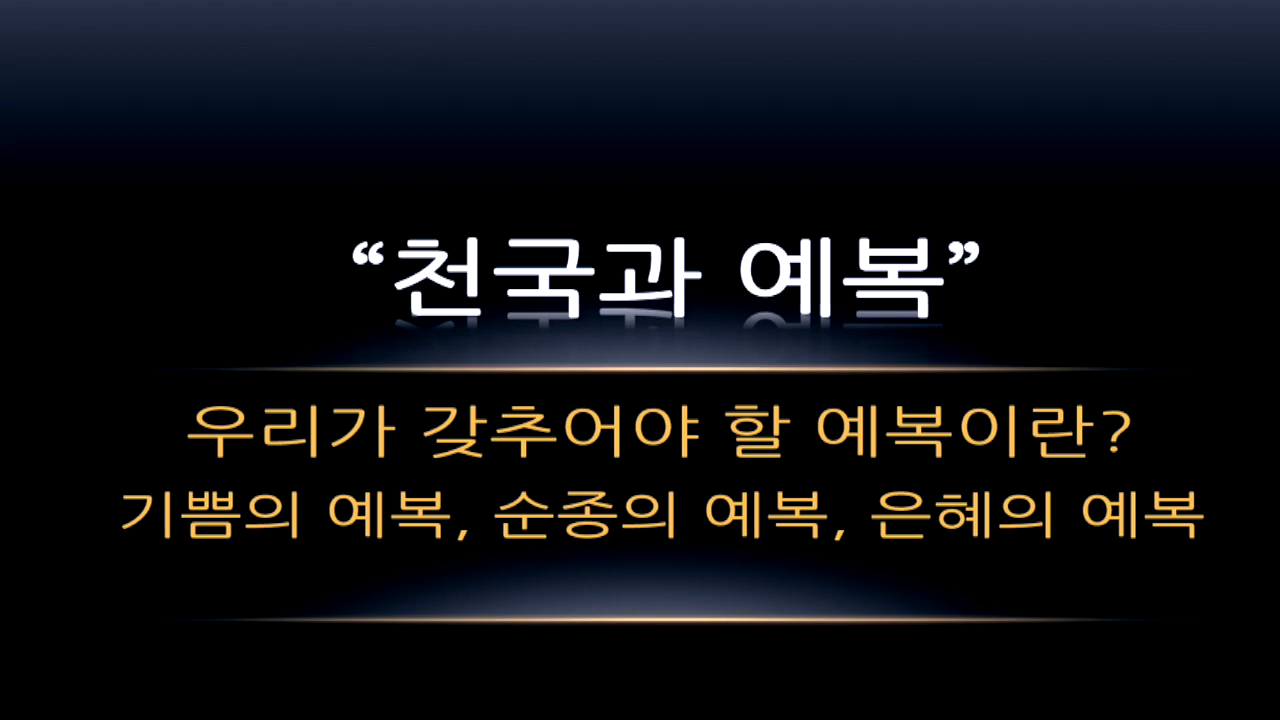 “천국과 예복”
우리가 갖추어야 할 예복이란?
기쁨의 예복, 순종의 예복, 은혜의 예복